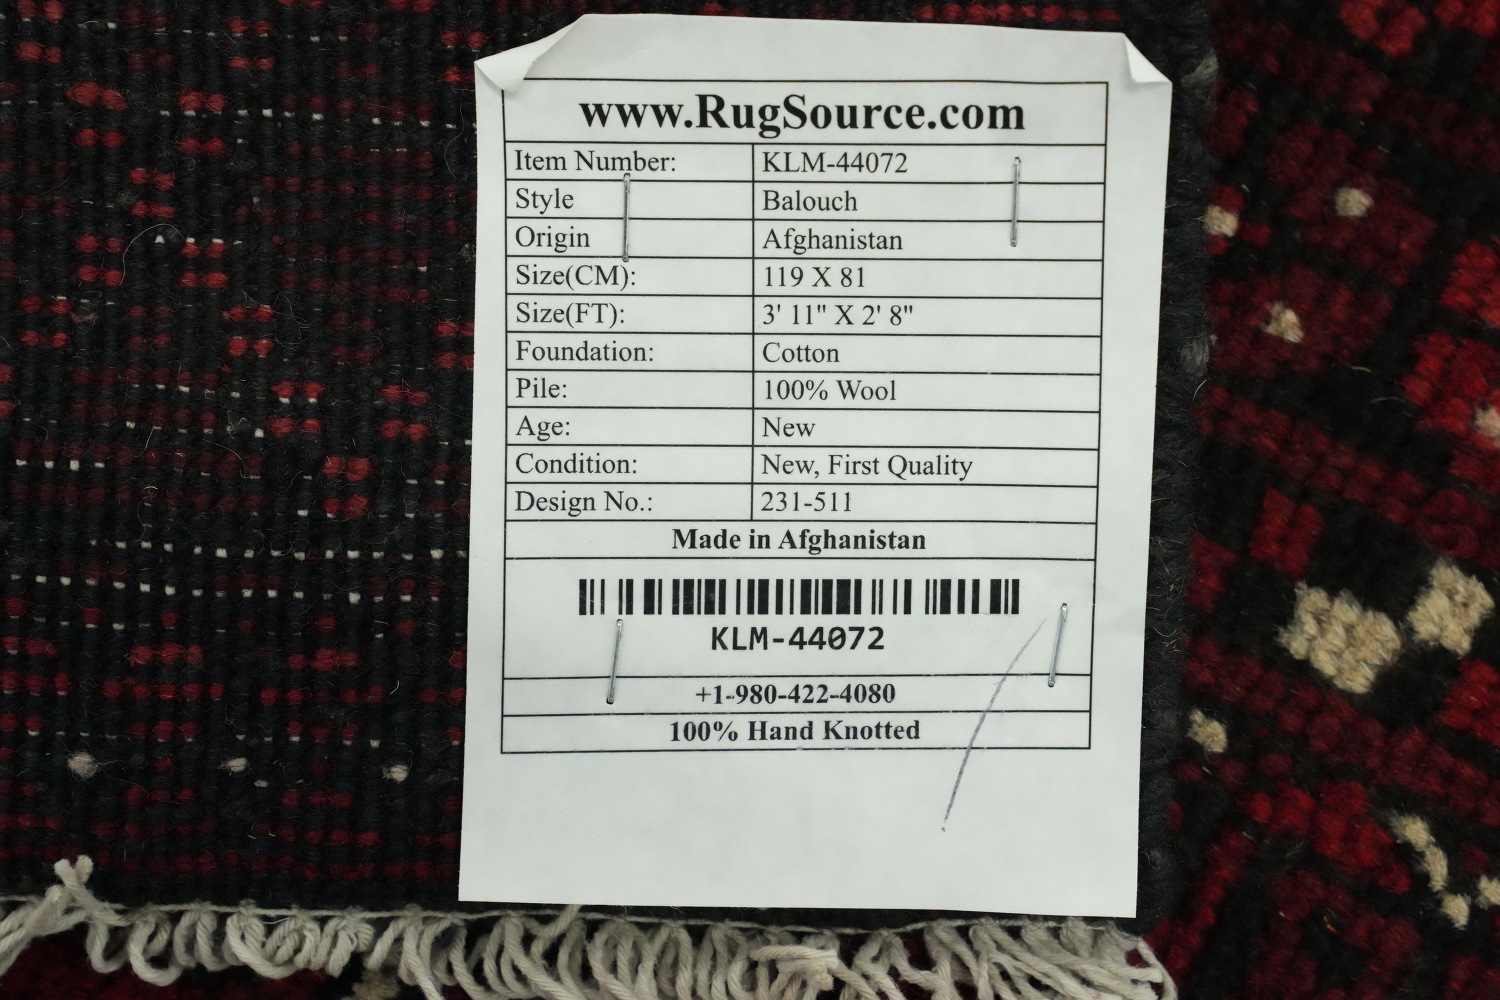 www.RugSource.com
Item Number: KLM-44072
Style Balouch
Origin Afghanistan
Size(CM): 119 X 81
Size(FT): 3' 11" X 2' 8"
Foundation: Cotton
Pile: 100% Wool
Age: New
Condition: New, First Quality
Design No.: 231-511
Made in Afghanistan
KLM-44072
+1-980-422-4080
100% Hand Knotted